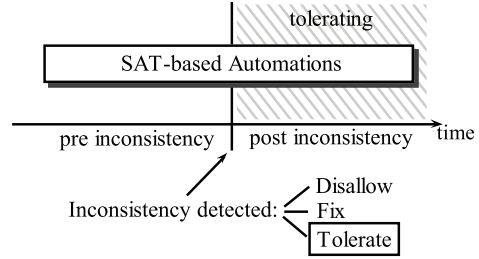 tolerating
SAT-based Automations
time
pre inconsistency
post inconsistency
Inconsistency detected:
Disallow
Fix
Tolerate